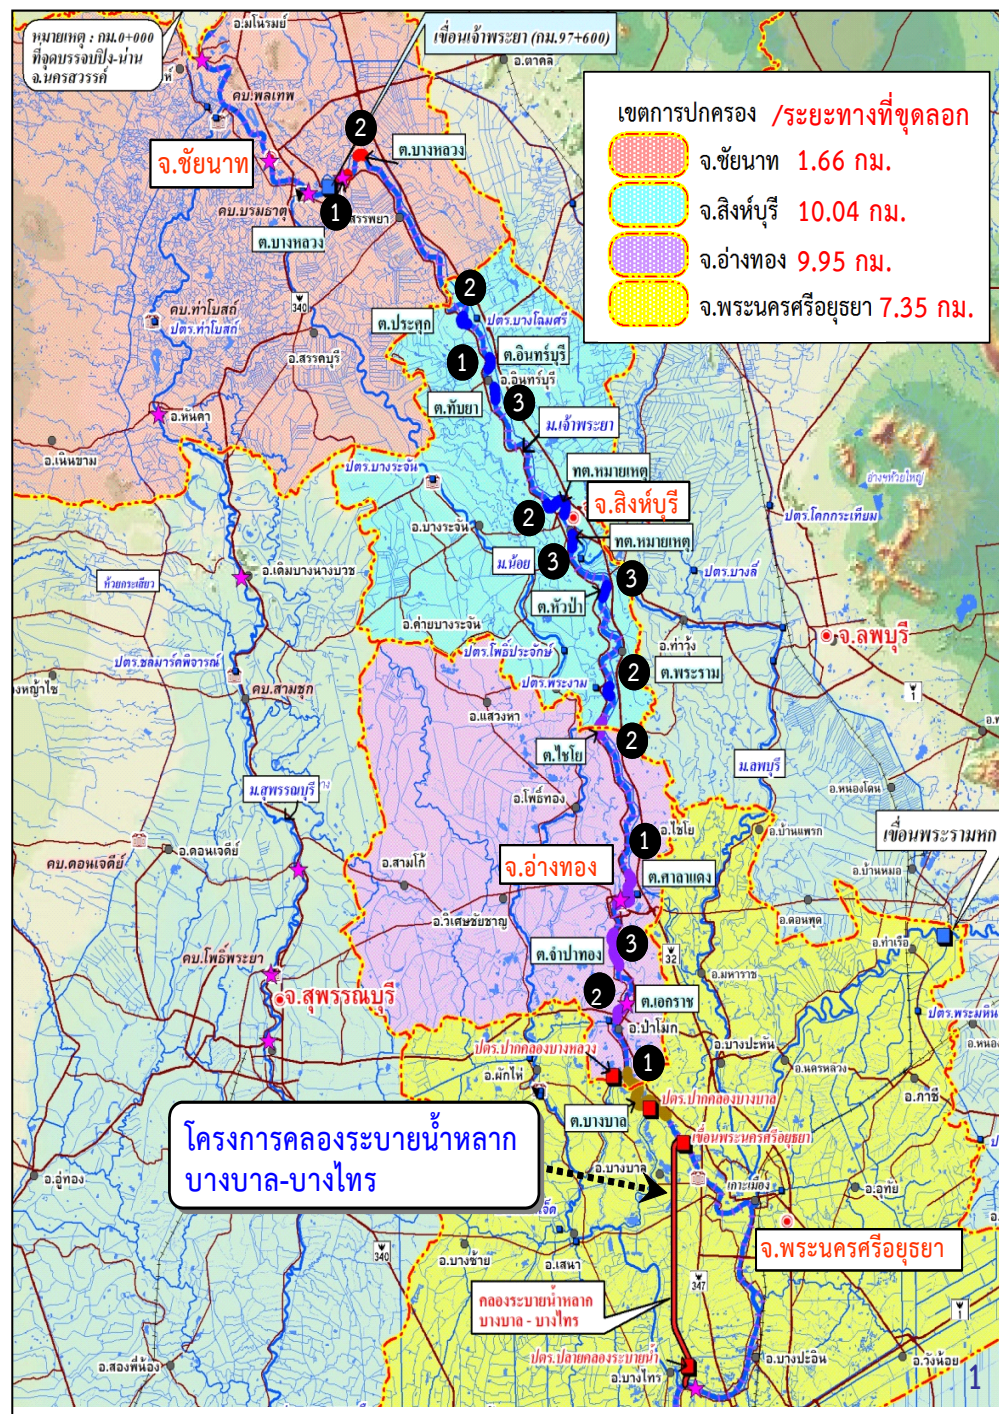 หมายเหตุ : กม.0+000
ที่จุดบรรจบปิง-น่าน
จ.นครสวรรค์
อ.มโนรมย์
เขื่อนเจ้าพระยา (กม.97+600)
อ.ตาคลี
คบ.พลเทพ
เขตการปกครอง /ระยะทางที่ขุดลอก
จ.ชัยนาท 1.66 กม.
จ.สิงห์บุรี 10.04 กม.
จ.อ่างทอง 9.95 กม.
จ.พระนครศรีอยุธยา 7.35 กม.
2
ต.บางหลวง
จ.ชัยนาท
คบ.บรมธาตุ
1
สรรพยา
ต.บางหลวง
340
คบ.ท่าโบสถ์
ปตร.ท่าโบสถ์
อ.สรรคบุรี
2
ต.ประศุก
ปตร.บางโฉมศรี
1
ต.อินทร์บุรี
อ.อินทร์บุรี
ต.ทับยา
3
อ.หันคา
อ.เนินขาม
ม.เจ้าพระยา
ปตร.บางระจัน
ทต.หมายเหตุ
อ่างฯห้วยใหญ่
2
จ.สิงห์บุรี
ปตร.โคกกระเทียม
อ.บางระจัน
ทต.หมายเหตุ
ม.น้อย
3
3
ปตร.บางลี่
ห้วยกระเสียว
อ.เดิมบางนางบวช
ต.หัวป่า
อ.ค่ายบางระจัน
จ.ลพบุรี
ปตร.โพธิ์ประจักษ์
อ.ท่าวุ้ง
2
ต.พระราม
ปตร.ชลมาร์คพิจารณ์
คบ.สามชุก
ปตร.พระงาม
1
อ.แสวงหา
2
ต.ไชโย
ม.ลพบุรี
ม.สุพรรณบุรี
อ.โพธิ์ทอง
อ.หนองโดน
อ.ไชโย
1
อ.บ้านแพรก
เขื่อนพระรามหก
คบ.ดอนเจดีย์
อ.ดอนเจดีย์
อ.สามโก้
จ.อ่างทอง
ต.ศาลาแดง
อ.บ้านหมอ
อ.วิเศษชัยชาญ
อ.ดอนพุด
3
ต.จำปาทอง
32
อ.ท่าเรือ
คบ.โพธิ์พระยา
อ.มหาราช
จ.สุพรรณบุรี
2
ต.เอกราช
อ.ป่าโมก
ปตร.พระมหิน
อ.บางปะหัน
ปตร.ปากคลองบางหลวง
1
อ.นครหลวง
อ.ผักไห่
อ.ภาชี
ปตร.ปากคลองบางบาล
ต.บางบาล
โครงการคลองระบายน้ำหลาก
บางบาล-บางไทร
เขื่อนพระนครศรีอยุธยา
อ.บางบาล
เกาะเมือง
อ.อุทัย
อ.อู่ทอง
จ.พระนครศรีอยุธยา
340
อ.บางซ้าย
อ.เสนา
347
คลองระบายน้ำหลาก
บางบาล - บางไทร
1
ปตร.ปลายคลองระบายน้ำ
อ.บางไทร
อ.บางปะอิน
อ.วังน้อย
อ.สองพี่น้อง
1